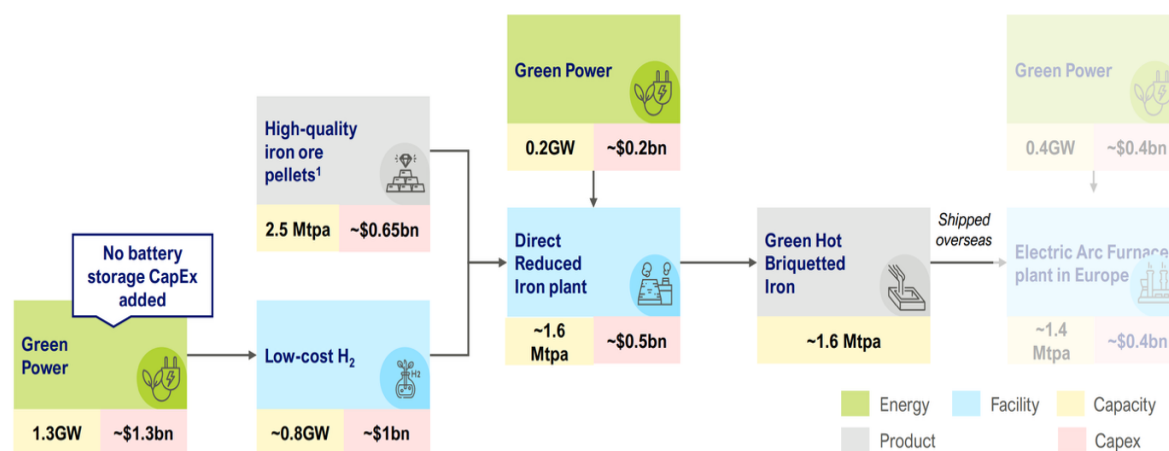 Green Power
0.2GW
~$0.2bn
Green Power
0.4GW
~$0.4bn
High-quality
iron ore
pellets1
2.5 Mtpa
~$0.65bn
No battery
storage CapEx
added
Green
Power
1.3GW
~$1.3bn
Low-cost H2
H2
~0.8GW
~$1bn
Direct
Reduced
Iron plant
~1.6
Mtpa
~$0.5bn
Green Hot
Briquetted
Iron
~1.6 Mtpa
Shipped
overseas
Electric Arc Furnace
plant in Europe
~1.4
Mtpa
~$0.4bn
Energy
Facility
Capacity
Product
Capex